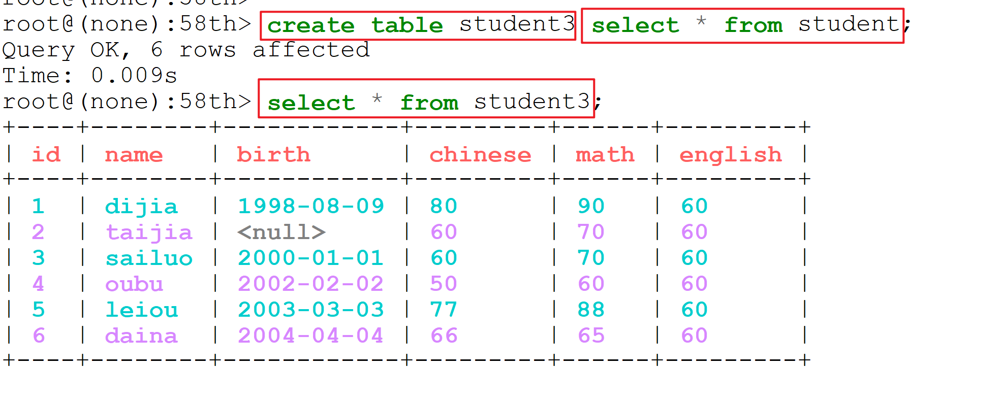 root@(none):58th>
root@(none):58th> create table student3 select * from student;
Query OK, 6 rows affected
Time: 0.009s
root@(none):58th> select * from student3;
+----+--------+------------+---------+------+---------+
| id | name   | birth      | chinese | math | english |
+----+--------+------------+---------+------+---------+
| 1  | dijia  | 1998-08-09 | 80      | 90   | 60      |
| 2  | taijia | <null>     | 60      | 70   | 60      |
| 3  | sailuo | 2000-01-01 | 60      | 70   | 60      |
| 4  | oubu   | 2002-02-02 | 50      | 60   | 60      |
| 5  | leiou  | 2003-03-03 | 77      | 88   | 60      |
| 6  | daina  | 2004-04-04 | 66      | 65   | 60      |
+----+--------+------------+---------+------+---------+